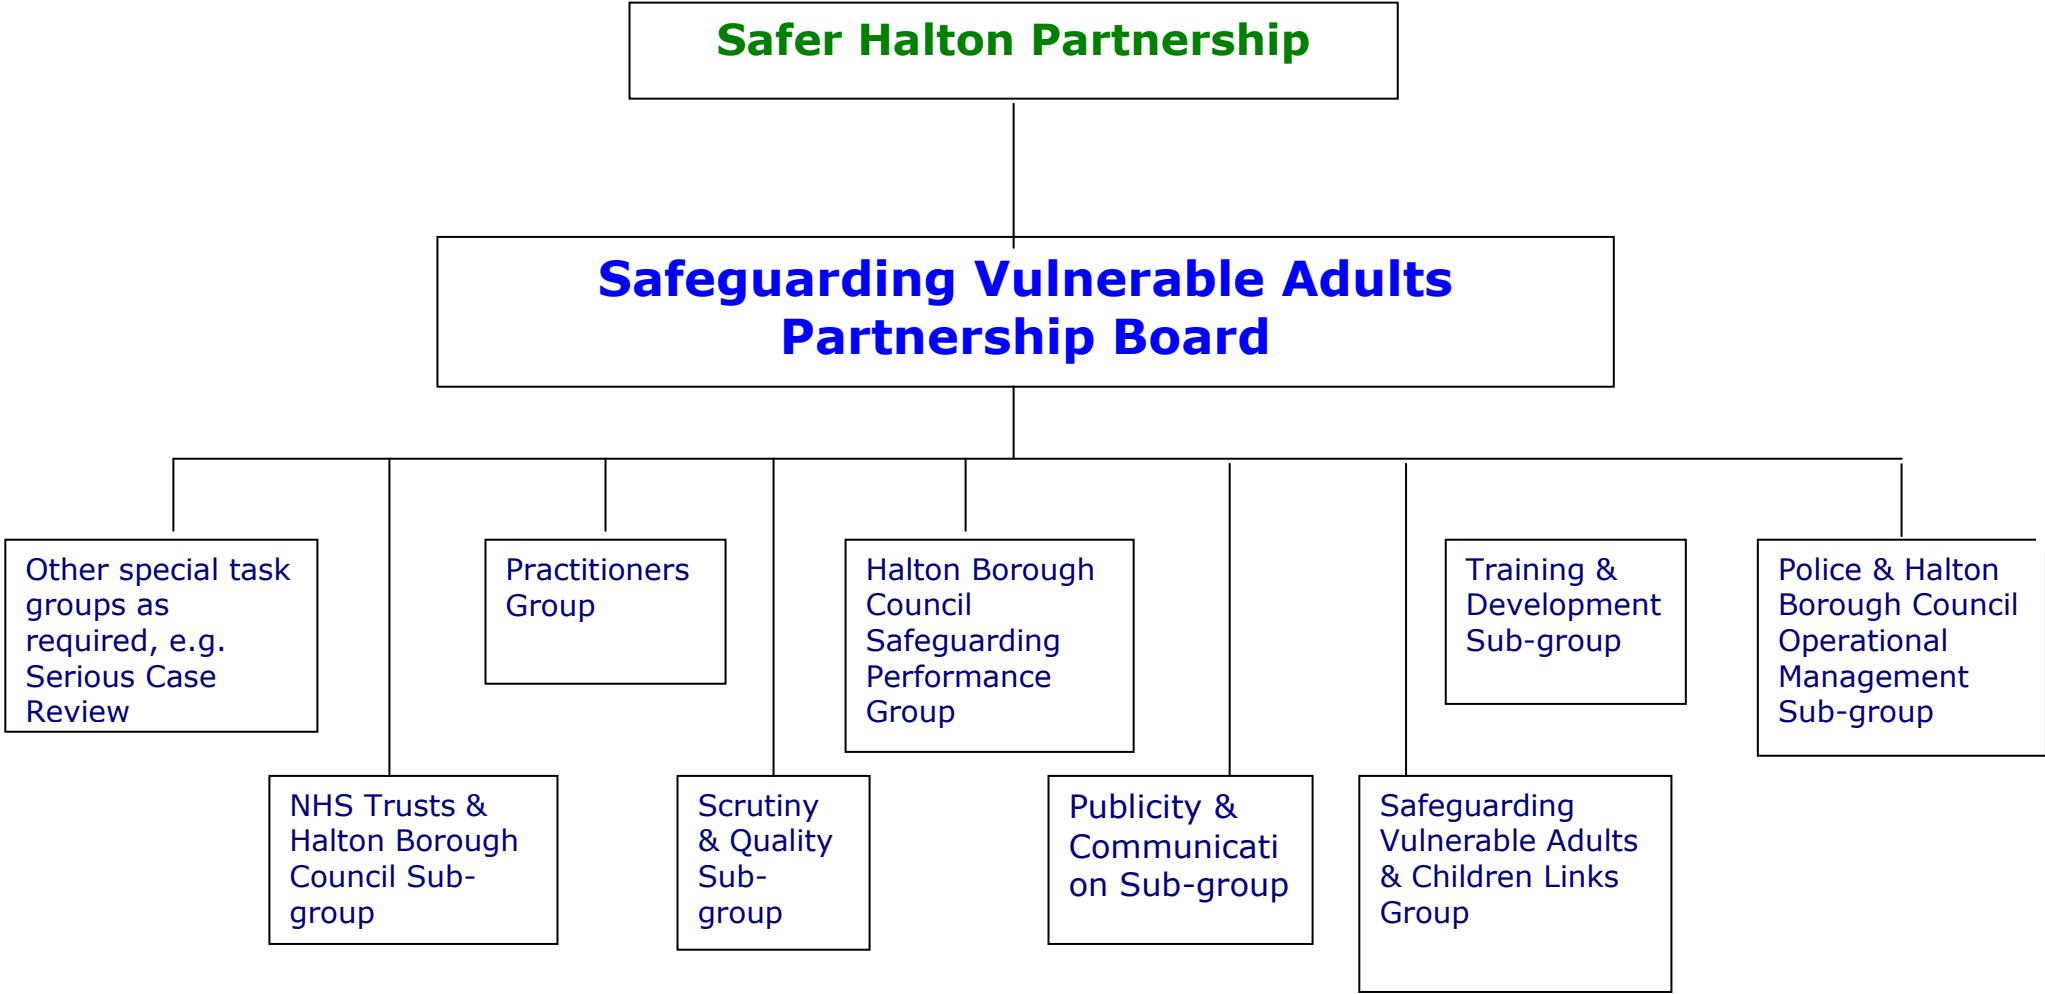 Safer Halton Partnership
Safeguarding Vulnerable Adults
Partnership Board
Other special task
groups as
required, e.g.
Serious Case
Review
Practitioners
Group
Halton Borough
Council
Safeguarding
Performance
Group
Training &
Development
Sub-group
Police & Halton
Borough Council
Operational
Management
Sub-group
NHS Trusts &
Halton Borough
Council Sub-
group
Scrutiny
& Quality
Sub-
group
Publicity &
Communicati
on Sub-group
Safeguarding
Vulnerable Adults
& Children Links
Group